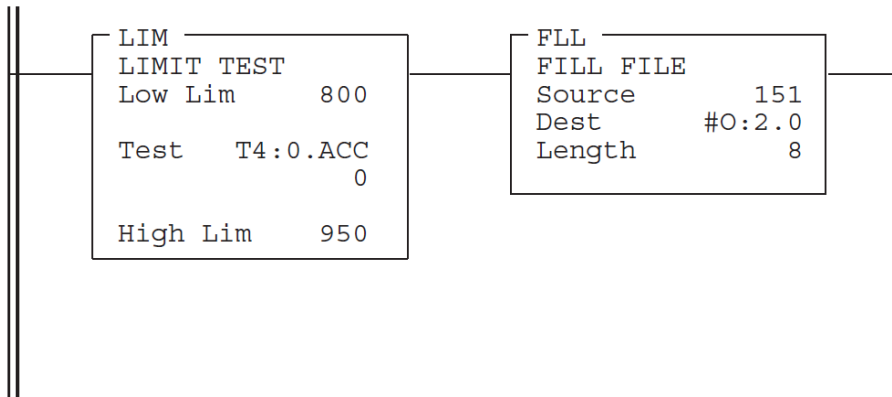 LIM
LIMIT TEST
Low Lim 800
Test T4:0.ACC
0
High Lim 950
FLL
FILL FILE
Source 151
Dest #O:2.0
Length 8